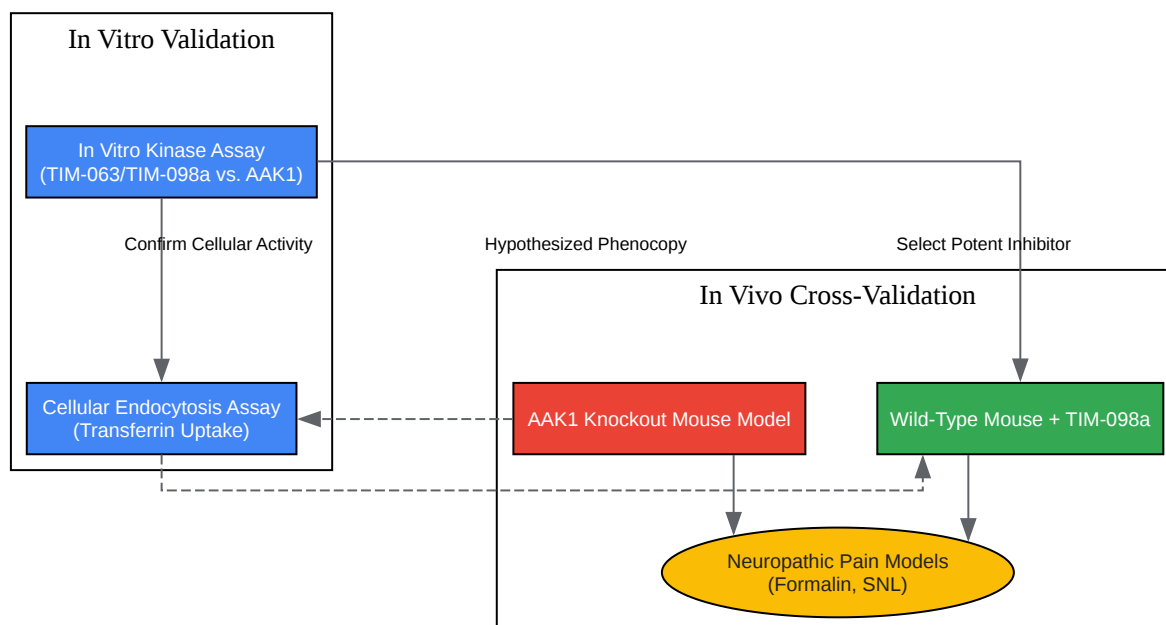 In Vitro Validation
In Vitro Kinase Assay
(TIM-063/TIM-098a vs. AAK1)
Confirm Cellular Activity
Hypothesized Phenocopy
Select Potent Inhibitor
In Vivo Cross-Validation
Cellular Endocytosis Assay
(Transferrin Uptake)
AAK1 Knockout Mouse Model
Wild-Type Mouse + TIM-098a
Neuropathic Pain Models
(Formalin, SNL)